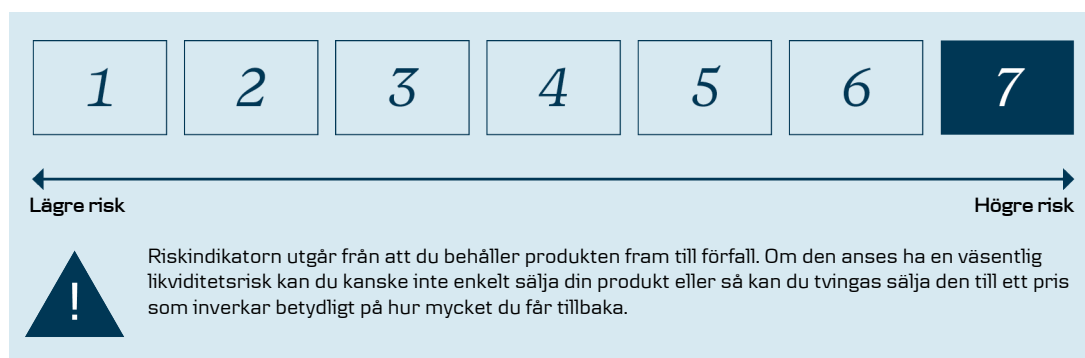 1 2 3 4 5 6 7
Lägre risk Högre risk
Riskindikatorn utgår från att du behåller produkten fram till förfall. Om den anses ha en väsentlig
likviditetsrisk kan du kanske inte enkelt sälja din produkt eller så kan du tvingas sälja den till ett pris
som inverkar betydligt på hur mycket du får tillbaka.
!